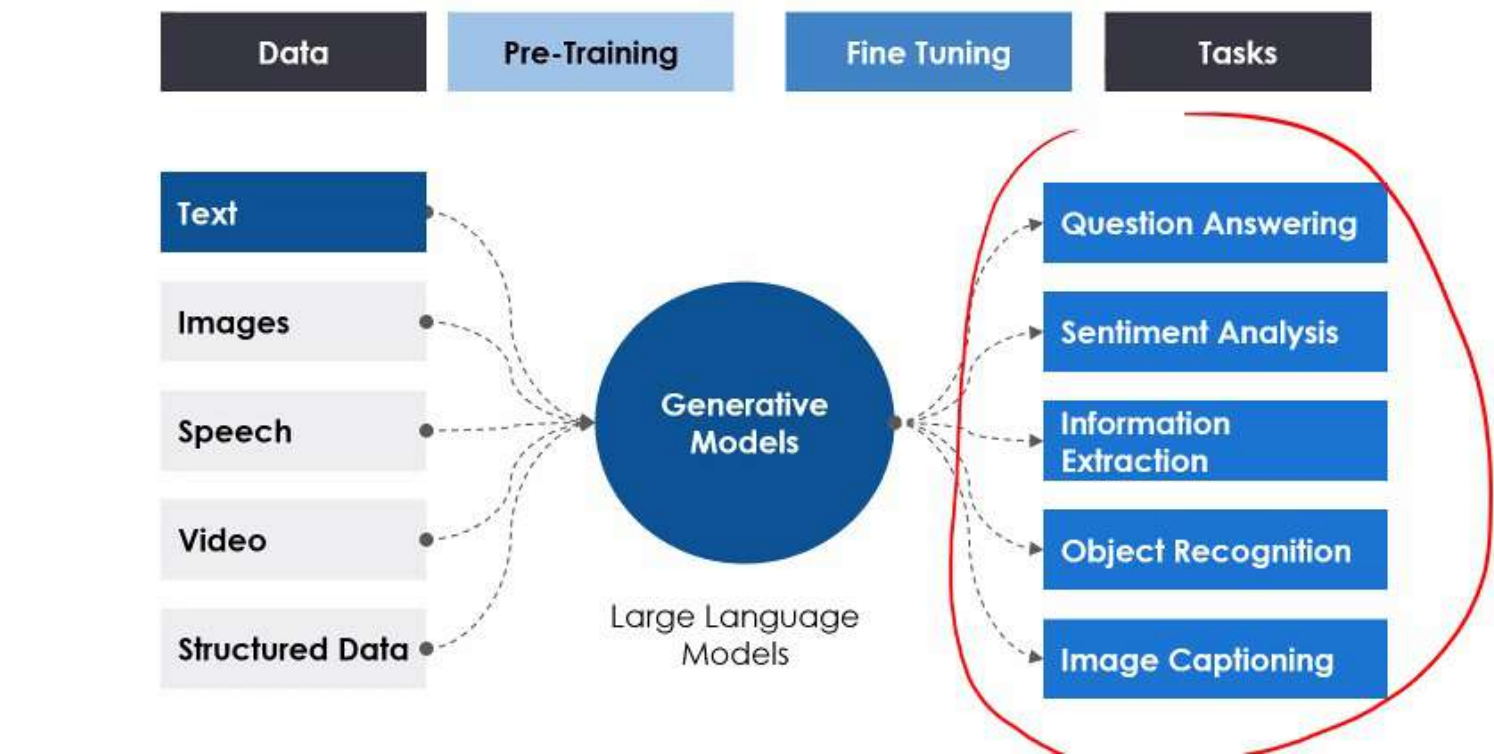 Data
Pre-Training
Fine Tuning
Tasks
Text
Images
Speech
Video
Structured Data
Generative
Models
Large Language
Models
Question Answering
Sentiment Analysis
Information
Extraction
Object Recognition
Image Captioning